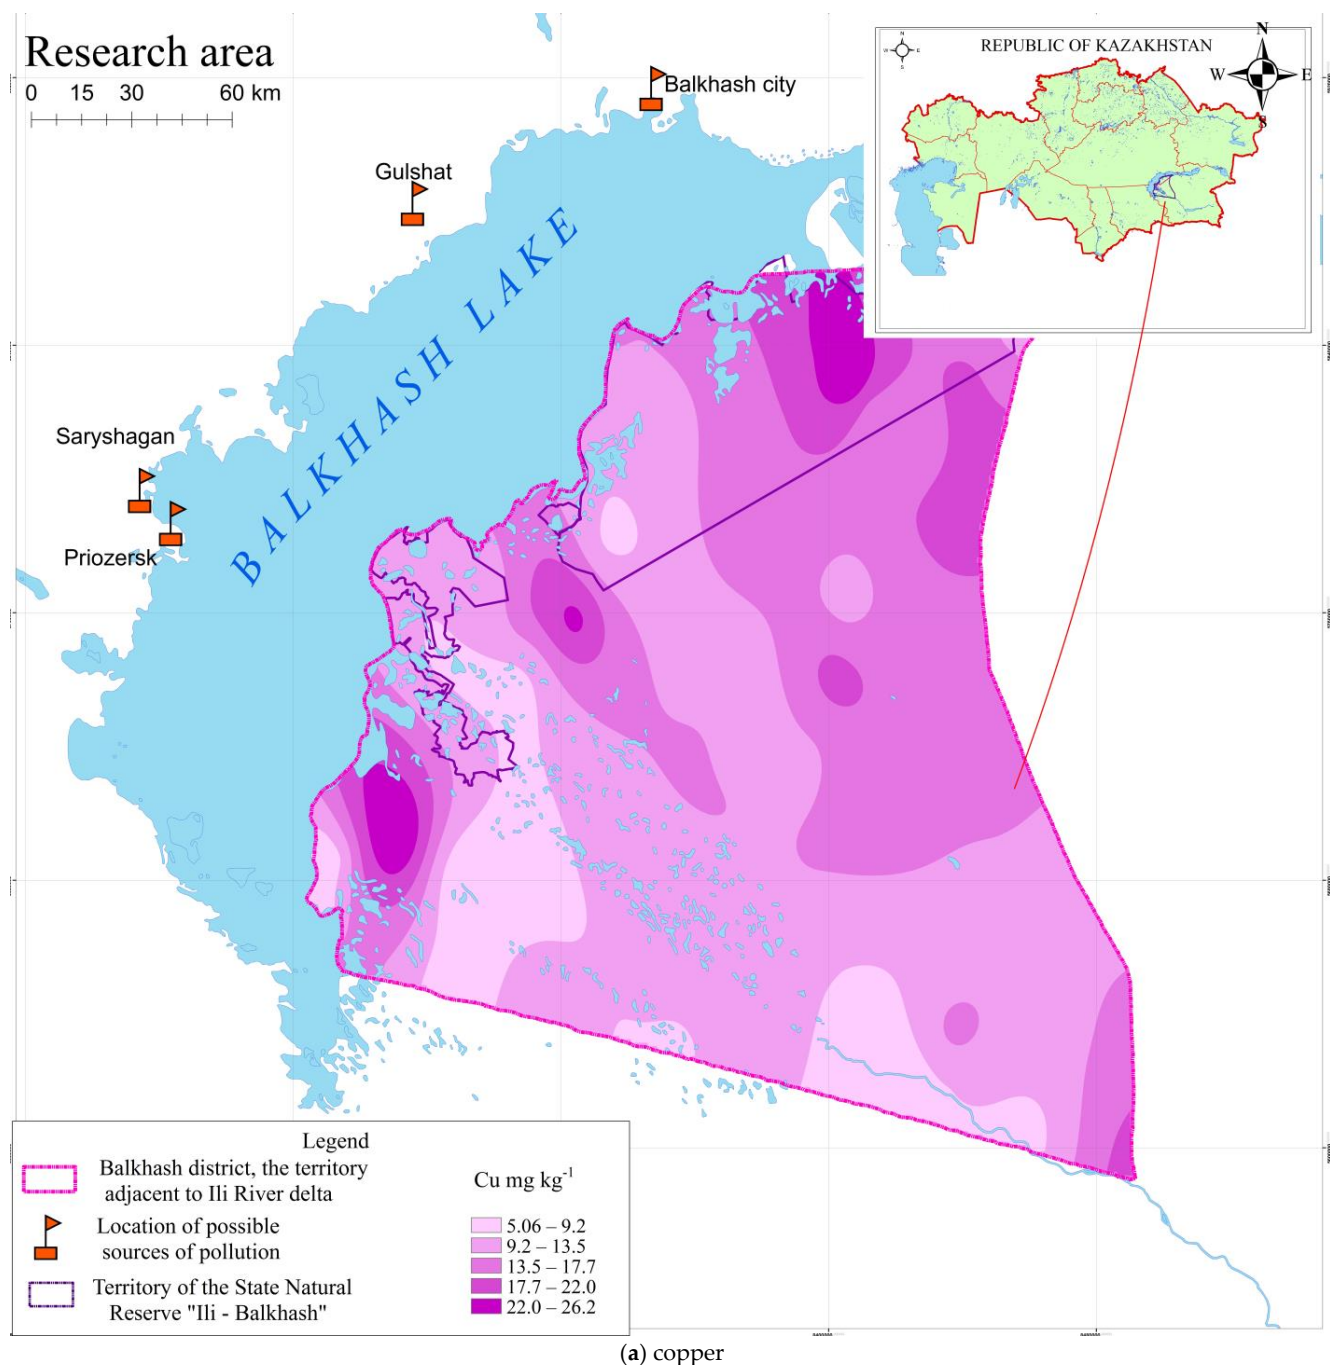 Research area
0 15 30 60 km
Balkhash city
Gulshat
Saryshagan
Priozersk
BALKHASH LAKE
REPUBLIC OF KAZAKHSTAN
N
W E
S
N
W E
S
Legend
Balkhash district, the territory
adjacent to Ili River delta
Location of possible
sources of pollution
Territory of the State Natural
Reserve "Ili - Balkhash"
Cu mg kg-1
5.06 – 9.2
9.2 – 13.5
13.5 – 17.7
17.7 – 22.0
22.0 – 26.2
(a) copper